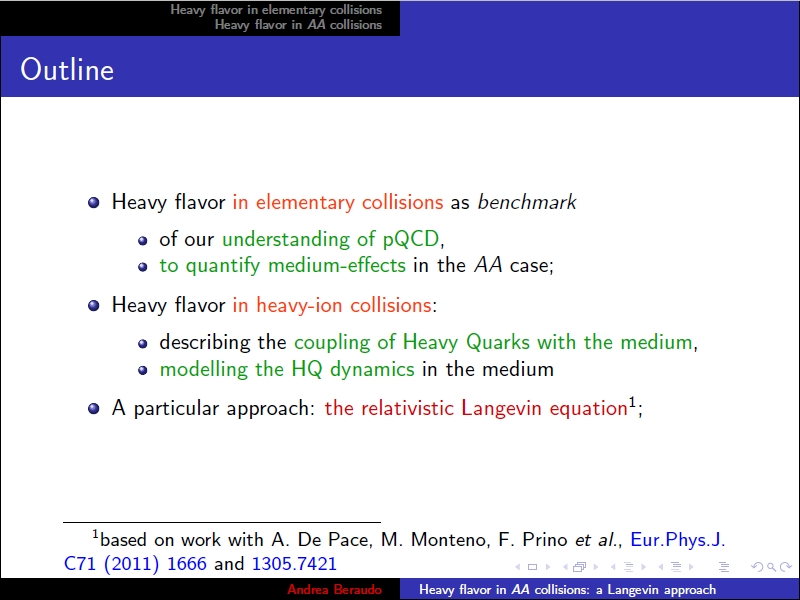 Heavy flavor in elementary collisions
Heavy flavor in AA collisions
Outline
Heavy flavor in elementary collisions as benchmark
of our understanding of pQCD,
to quantify medium-effects in the AA case;
Heavy flavor in heavy-ion collisions:
describing the coupling of Heavy Quarks with the medium,
modelling the HQ dynamics in the medium
A particular approach: the relativistic Langevin equation¹;
¹based on work with A. De Pace, M. Monteno, F. Prino et al., Eur.Phys.J.
C71 (2011) 1666 and 1305.7421
Andrea Beraudo
Heavy flavor in AA collisions: a Langevin approach